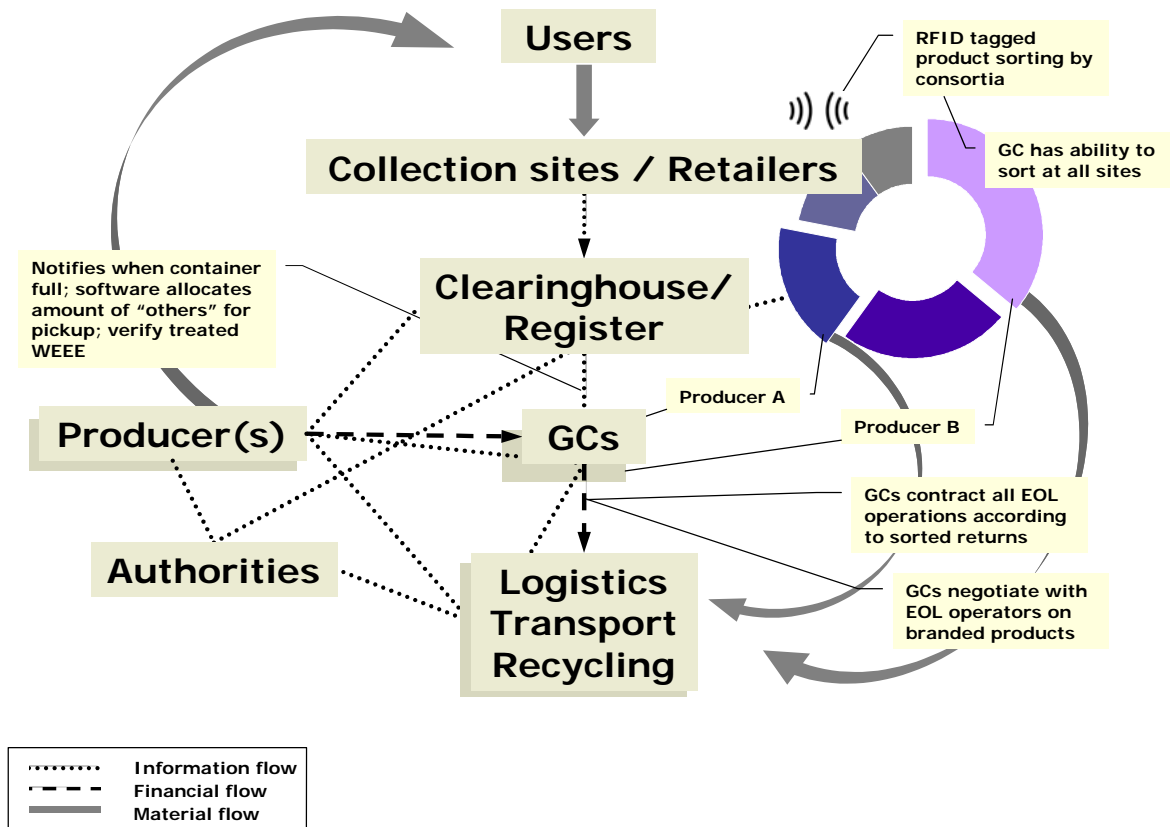 Users
RFID tagged
product sorting by
consortia
Collection sites / Retailers
GC has ability to
sort at all sites
Notifies when container
full; software allocates
amount of “others” for
pickup; verify treated
WEEE
Clearinghouse/
Register
Producer A
Producer(s)
GCs
Producer B
GCs contract all EOL
operations according
to sorted returns
Authorities
Logistics
Transport
Recycling
GCs negotiate with
EOL operators on
branded products
Information flow
Financial flow
Material flow